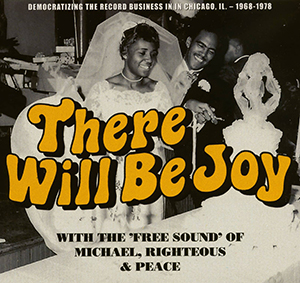 DEMOCRATIZING THE RECORD BUSINESS IN IN CHICAGO, IL. – 1968-1978
There
Will Be Joy
WITH THE 'FREE SOUND' OF
MICHAEL, RIGHTEOUS
& PEACE